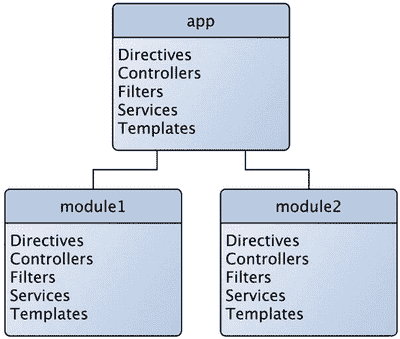 app
Directives
Controllers
Filters
Services
Templates
module1
Directives
Controllers
Filters
Services
Templates
module2
Directives
Controllers
Filters
Services
Templates